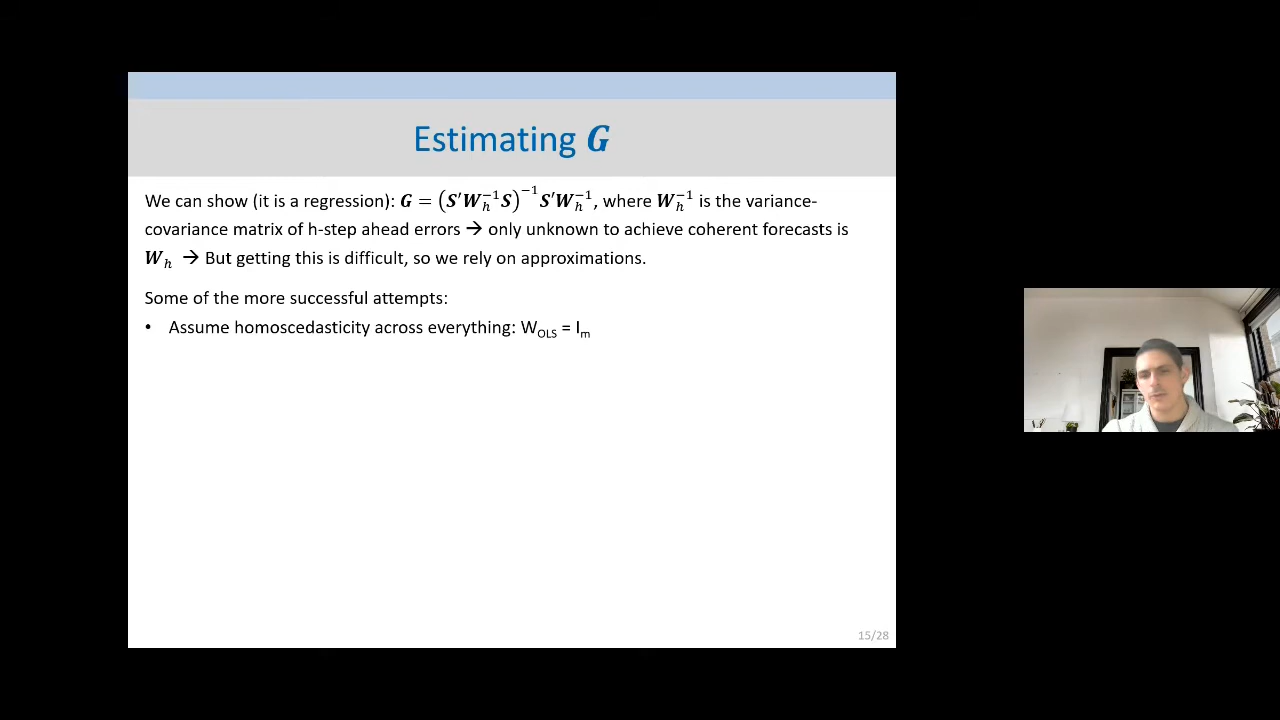 Estimating G
We can show (it is a regression): G = (S′W_h^{-1}S)^{-1}S′W_h^{-1}, where W_h^{-1} is the variance-
covariance matrix of h-step ahead errors → only unknown to achieve coherent forecasts is
W_h → But getting this is difficult, so we rely on approximations.
Some of the more successful attempts:
• Assume homoscedasticity across everything: W_OLS = I_m
15/28